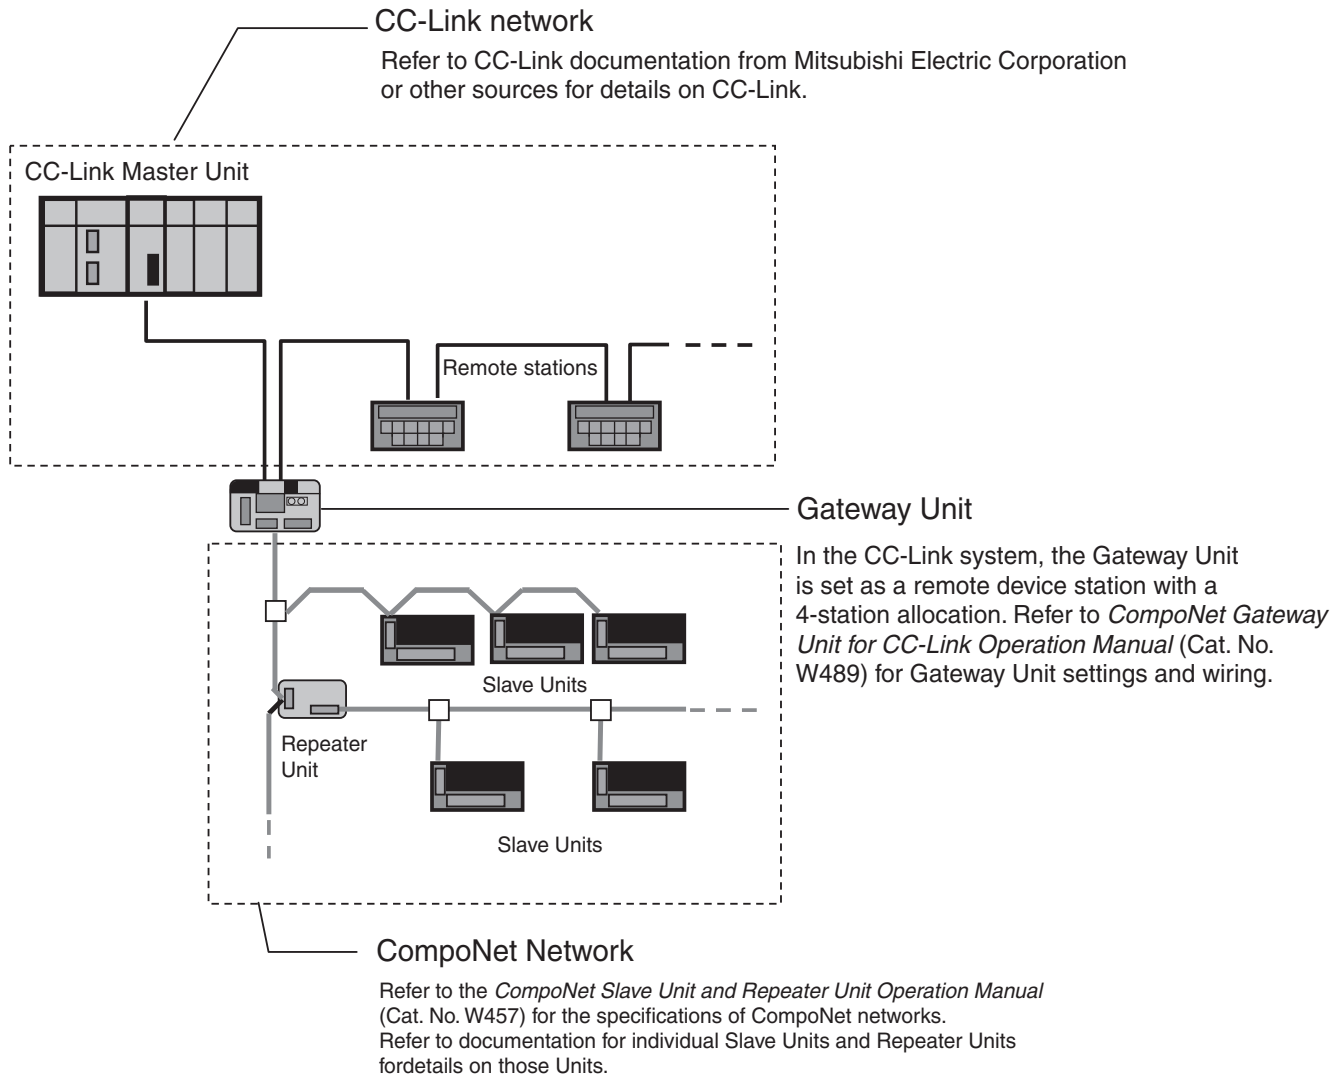 CC-Link network
Refer to CC-Link documentation from Mitsubishi Electric Corporation
or other sources for details on CC-Link.
CC-Link Master Unit
Remote stations
Gateway Unit
In the CC-Link system, the Gateway Unit
is set as a remote device station with a
4-station allocation. Refer to CompoNet Gateway
Unit for CC-Link Operation Manual (Cat. No.
W489) for Gateway Unit settings and wiring.
Slave Units
Repeater
Unit
Slave Units
CompoNet Network
Refer to the CompoNet Slave Unit and Repeater Unit Operation Manual
(Cat. No. W457) for the specifications of CompoNet networks.
Refer to documentation for individual Slave Units and Repeater Units
fordetails on those Units.